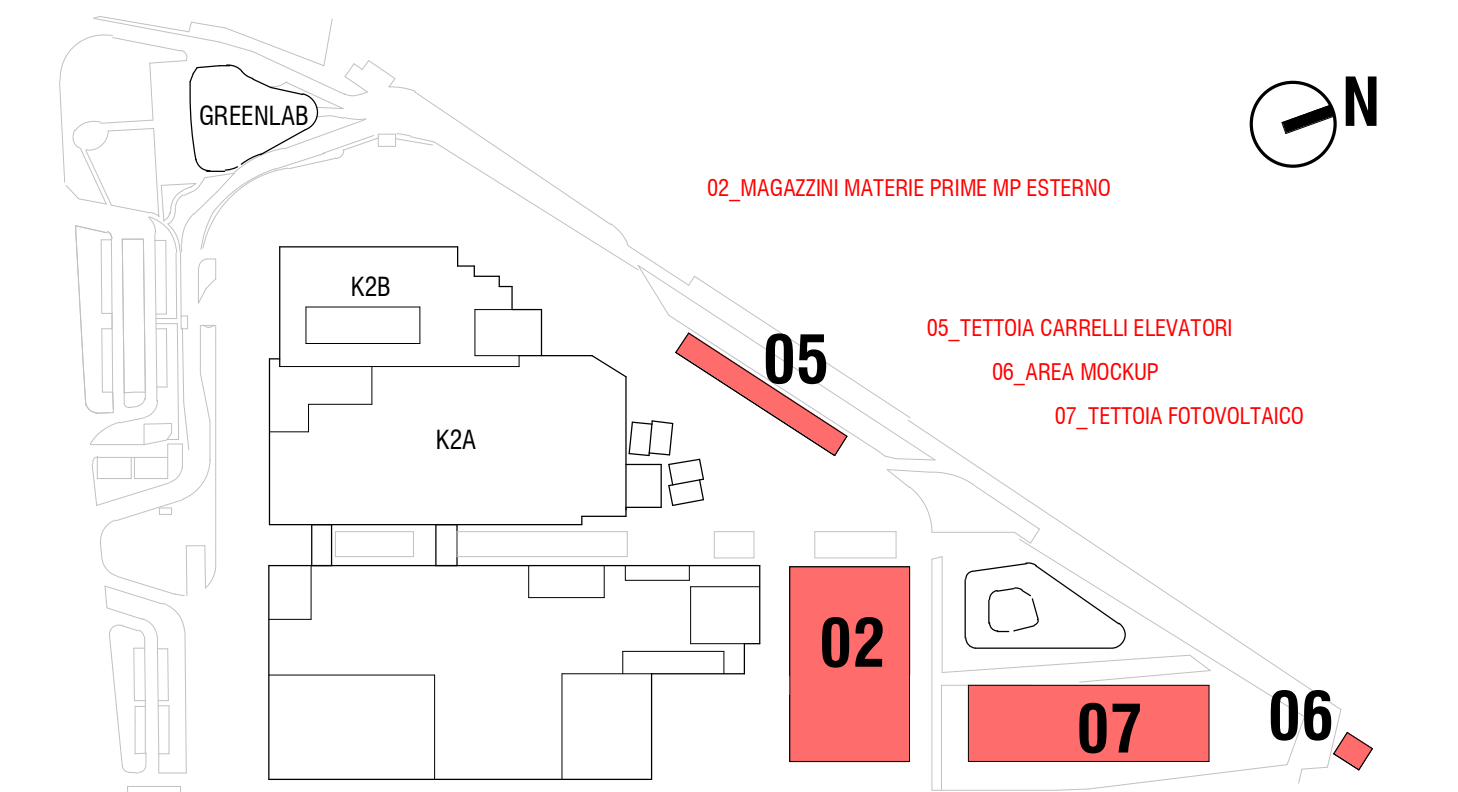 N
GREENLAB
02_MAGAZZINI MATERIE PRIME MP ESTERNO
K2B
05_TETTOIA CARRELLI ELEVATORI
05
06_AREA MOCKUP
07_TETTOIA FOTOVOLTAICO
K2A
02
06
07